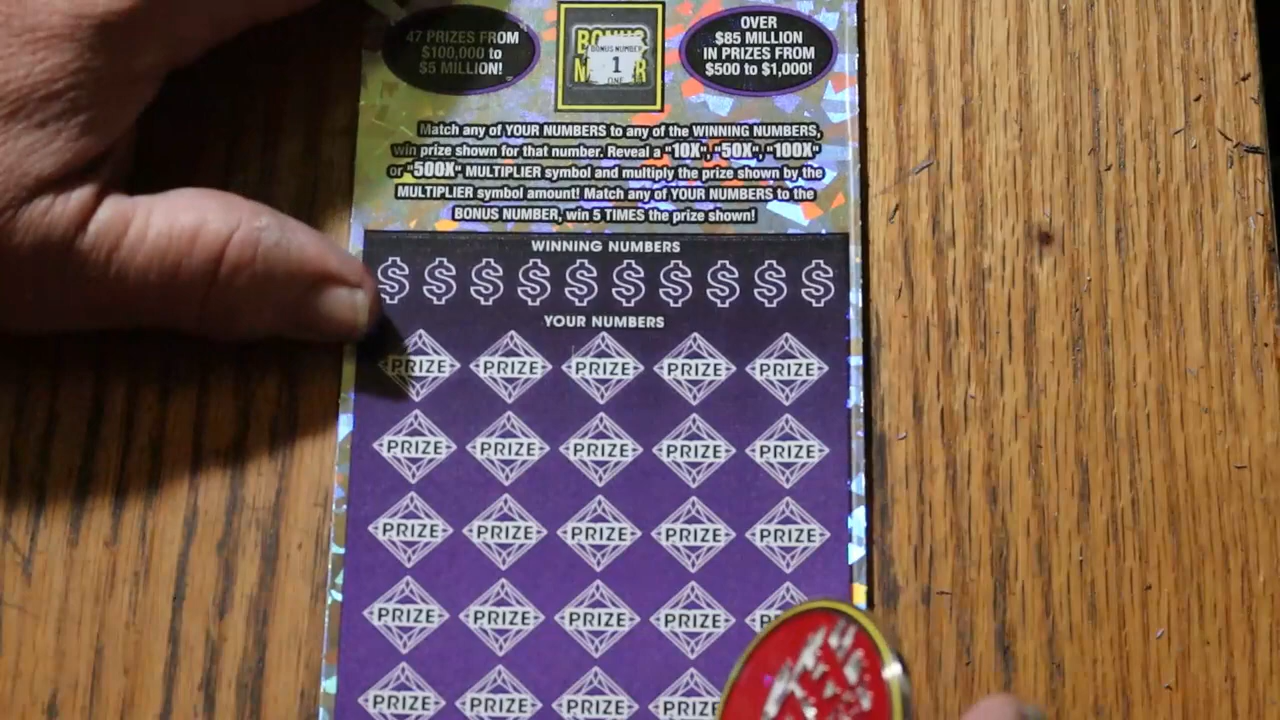 47 PRIZES FROM
$100,000 to
$5 MILLION!
BONUS NUMBER
1
ONE
OVER
$85 MILLION
IN PRIZES FROM
$500 to $1,000!
Match any of YOUR NUMBERS to any of the WINNING NUMBERS,
win prize shown for that number. Reveal a "10X", "50X", "100X"
or "500X" MULTIPLIER symbol and multiply the prize shown by the
MULTIPLIER symbol amount! Match any of YOUR NUMBERS to the
BONUS NUMBER, win 5 TIMES the prize shown!
WINNING NUMBERS
$ $ $ $ $ $ $ $ $ $
YOUR NUMBERS
PRIZE PRIZE PRIZE PRIZE PRIZE
PRIZE PRIZE PRIZE PRIZE PRIZE
PRIZE PRIZE PRIZE PRIZE PRIZE
PRIZE PRIZE PRIZE PRIZE
PRIZE PRIZE PRIZE PRIZE